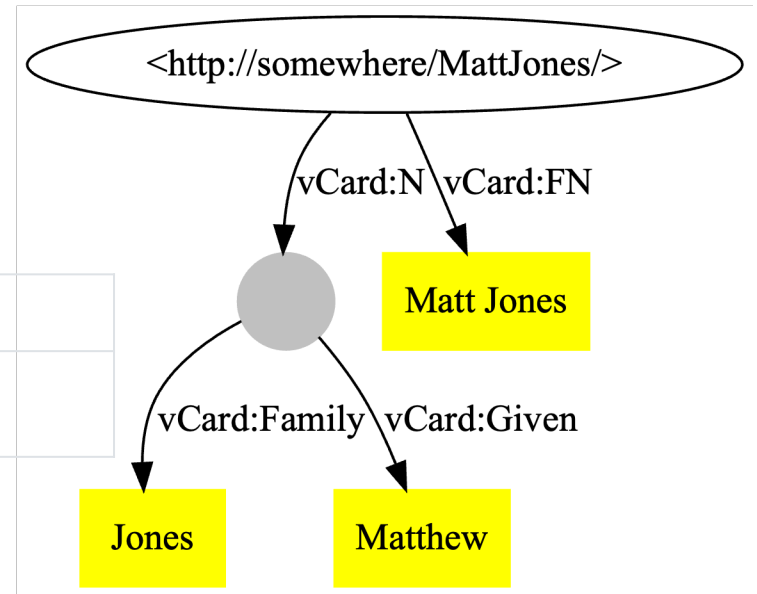 <http://somewhere/MattJones/>
vCard:N
vCard:FN
Matt Jones
vCard:Family
vCard:Given
Jones
Matthew